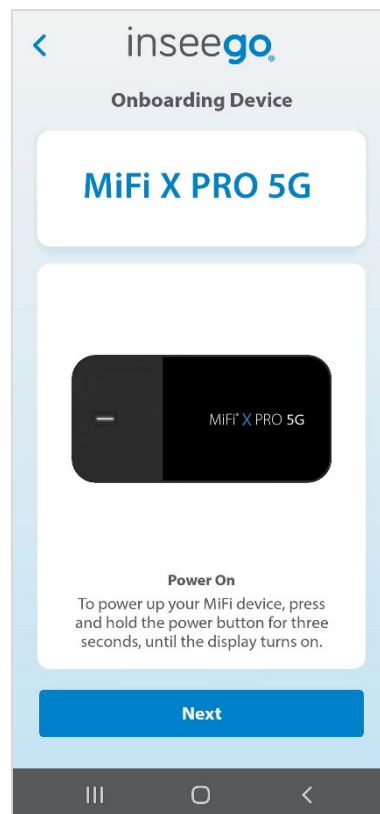 inseego®
Onboarding Device
MiFi X PRO 5G
MiFi® X PRO 5G
Power On
To power up your MiFi device, press
and hold the power button for three
seconds, until the display turns on.
Next